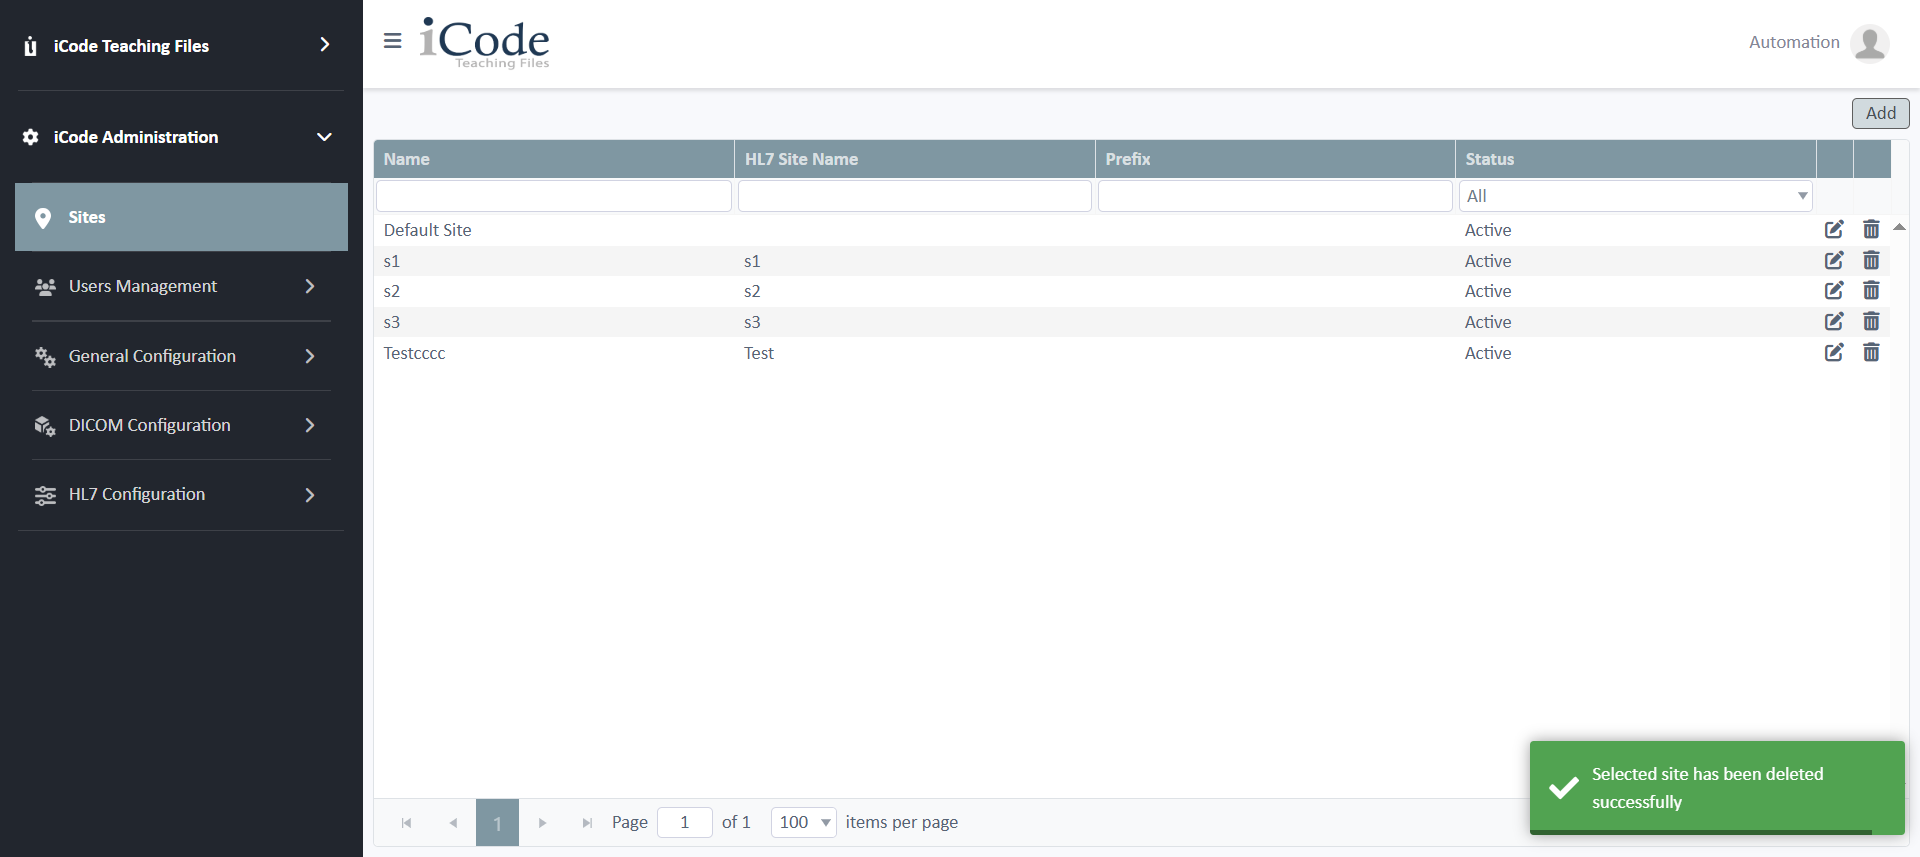 iCode Teaching Files
iCode Administration
Sites
Users Management
General Configuration
DICOM Configuration
HL7 Configuration
iCode
Teaching Files
Automation
Add
Name HL7 Site Name Prefix Status
All
Default Site Active
s1 s1 Active
s2 s2 Active
s3 s3 Active
Testcccc Test Active
1 Page 1 of 1 100 items per page
Selected site has been deleted
successfully